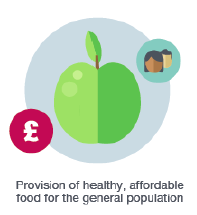 £
Provision of healthy, affordable
food for the general population